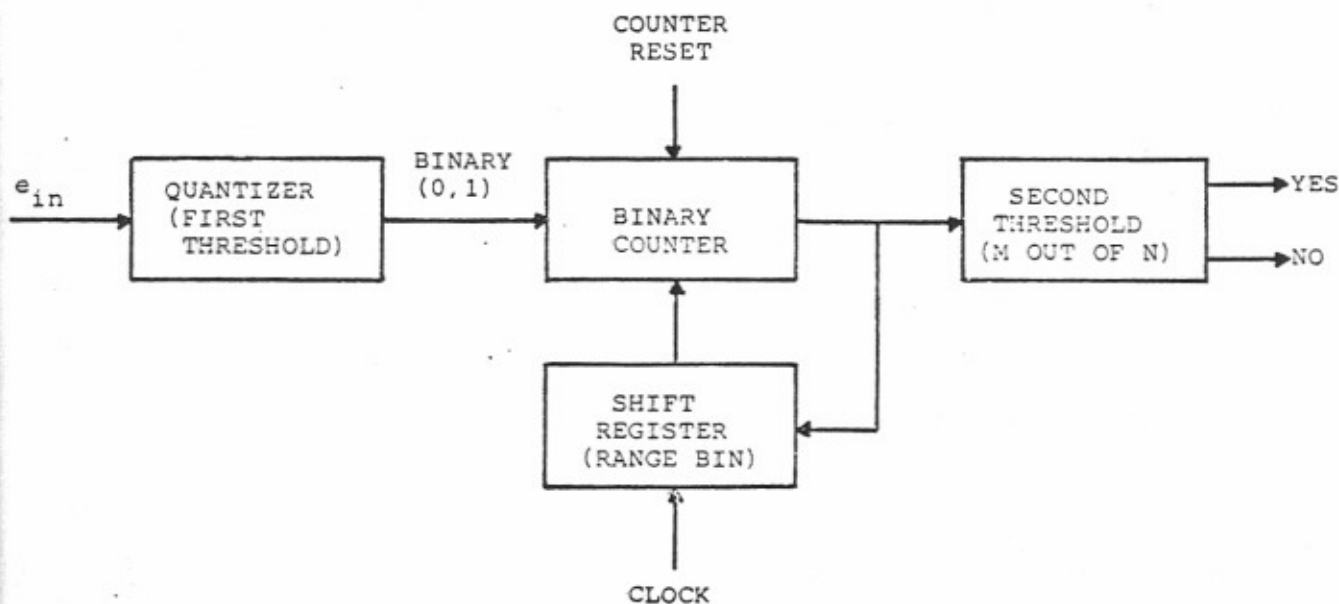 COUNTER
RESET
e_in
QUANTIZER
(FIRST
THRESHOLD)
BINARY
(0,1)
BINARY
COUNTER
SECOND
THRESHOLD
(M OUT OF N)
YES
NO
SHIFT
REGISTER
(RANGE BIN)
CLOCK